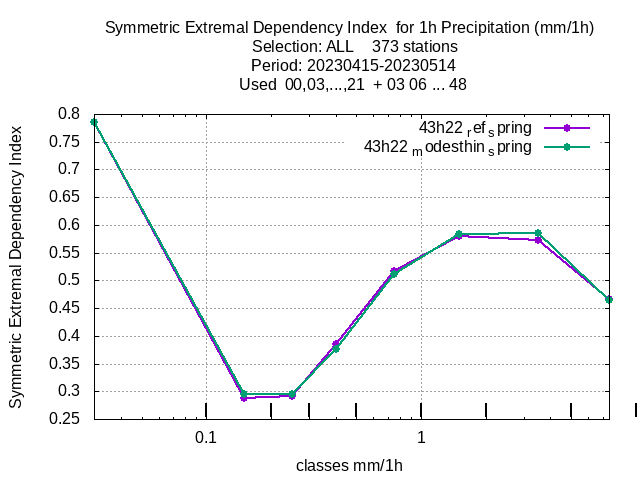 Symmetric Extremal Dependency Index  for 1h Precipitation (mm/1h)
Selection: ALL    373 stations
Period: 20230415-20230514
Used  00,03,...,21  + 03 06 ... 48
43h22 ref spring
43h22 modesthin spring
Symmetric Extremal Dependency Index
0.8
0.75
0.7
0.65
0.6
0.55
0.5
0.45
0.4
0.35
0.3
0.25
0.1
1
classes mm/1h